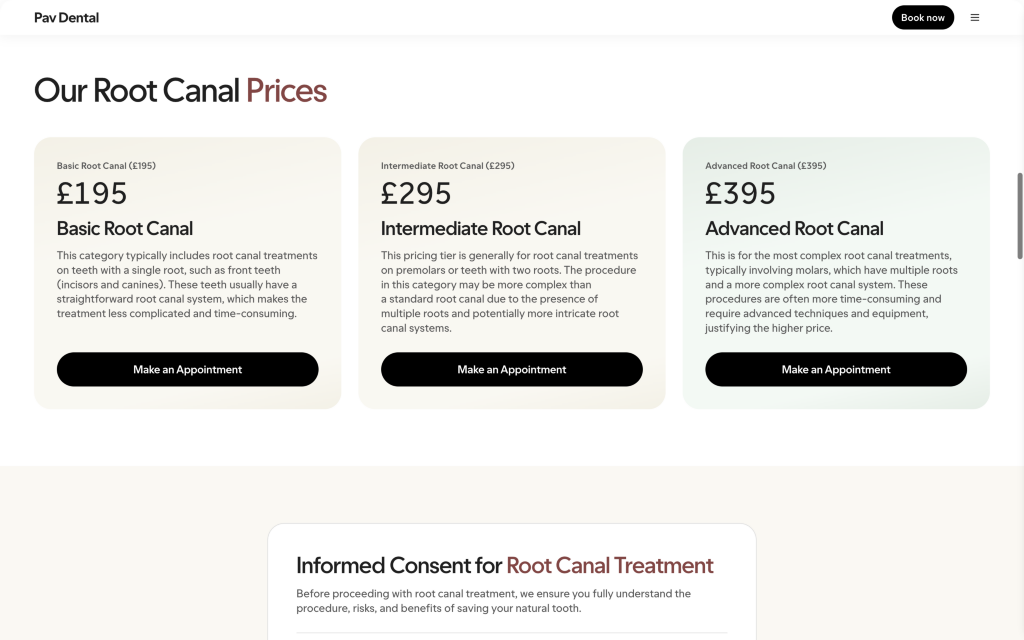 Pav Dental
Book now
Our Root Canal Prices
Basic Root Canal (£195)
£195
Basic Root Canal
This category typically includes root canal treatments
on teeth with a single root, such as front teeth
(incisors and canines). These teeth usually have a
straightforward root canal system, which makes the
treatment less complicated and time-consuming.
Make an Appointment
Intermediate Root Canal (£295)
£295
Intermediate Root Canal
This pricing tier is generally for root canal treatments
on premolars or teeth with two roots. The procedure
in this category may be more complex than
a standard root canal due to the presence of
multiple roots and potentially more intricate root
canal systems.
Make an Appointment
Advanced Root Canal (£395)
£395
Advanced Root Canal
This is for the most complex root canal treatments,
typically involving molars, which have multiple roots
and a more complex root canal system. These
procedures are often more time-consuming and
require advanced techniques and equipment,
justifying the higher price.
Make an Appointment
Informed Consent for Root Canal Treatment
Before proceeding with root canal treatment, we ensure you fully understand the
procedure, risks, and benefits of saving your natural tooth.